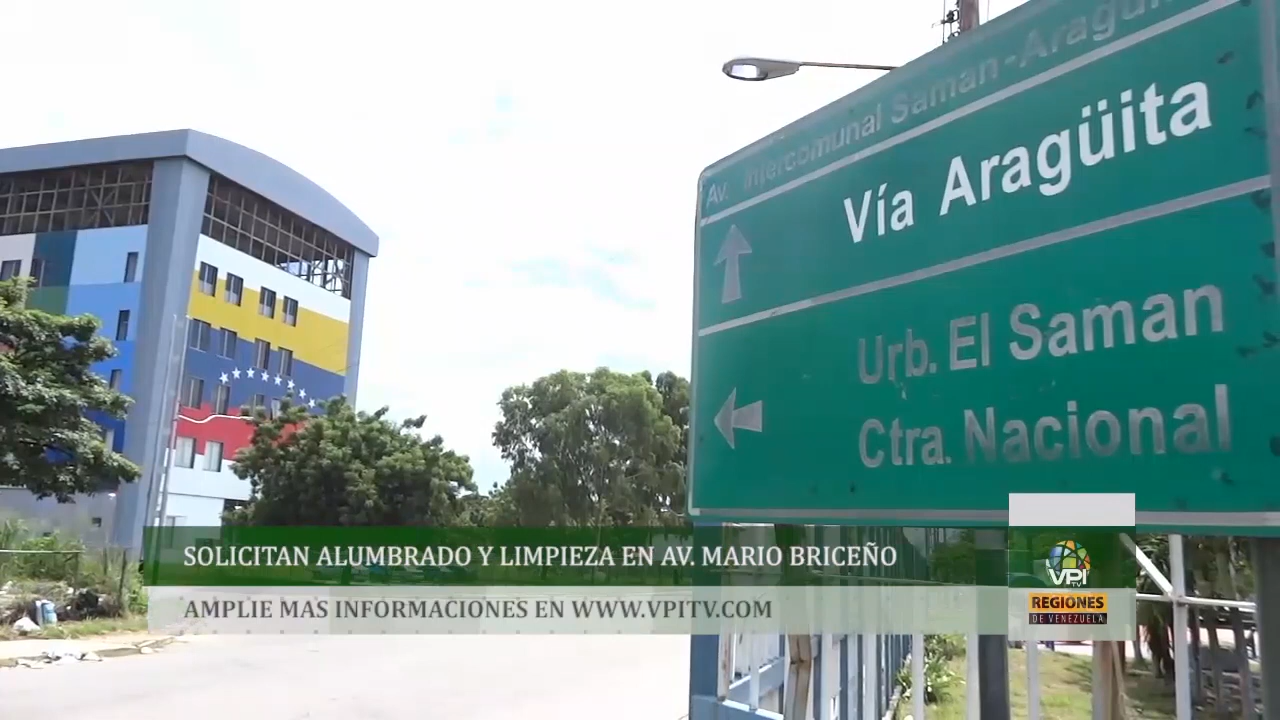 Av. Intercomunal Saman-Aragüita
Vía Aragüita
Urb. El Saman
Ctra. Nacional
SOLICITAN ALUMBRADO Y LIMPIEZA EN AV. MARIO BRICEÑO
AMPLIE MAS INFORMACIONES EN WWW.VPITV.COM
VPI
TV
REGIONES
DE VENEZUELA